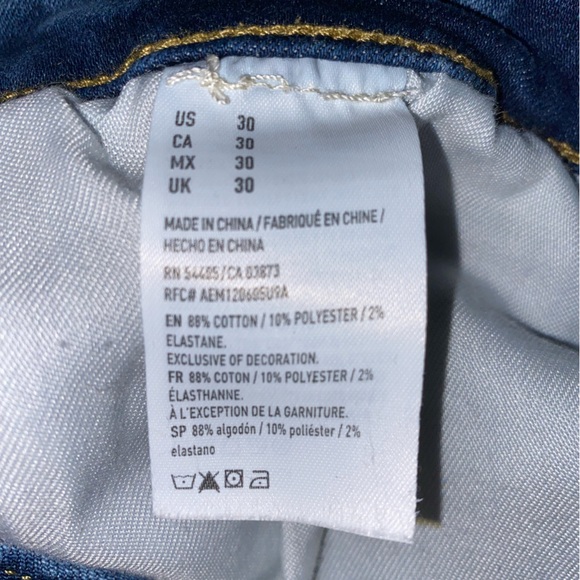 US 30
CA 30
MX 30
UK 30
MADE IN CHINA / FABRIQUÉ EN CHINE /
HECHO EN CHINA
RN 54485/CA 03873
RFC# AEM120605U9A
EN 88% COTTON / 10% POLYESTER / 2%
ELASTANE.
EXCLUSIVE OF DECORATION.
FR 88% COTON / 10% POLYESTER / 2%
ÉLASTHANNE.
À L'EXCEPTION DE LA GARNITURE.
SP 88% algodón / 10% poliéster / 2%
elastano